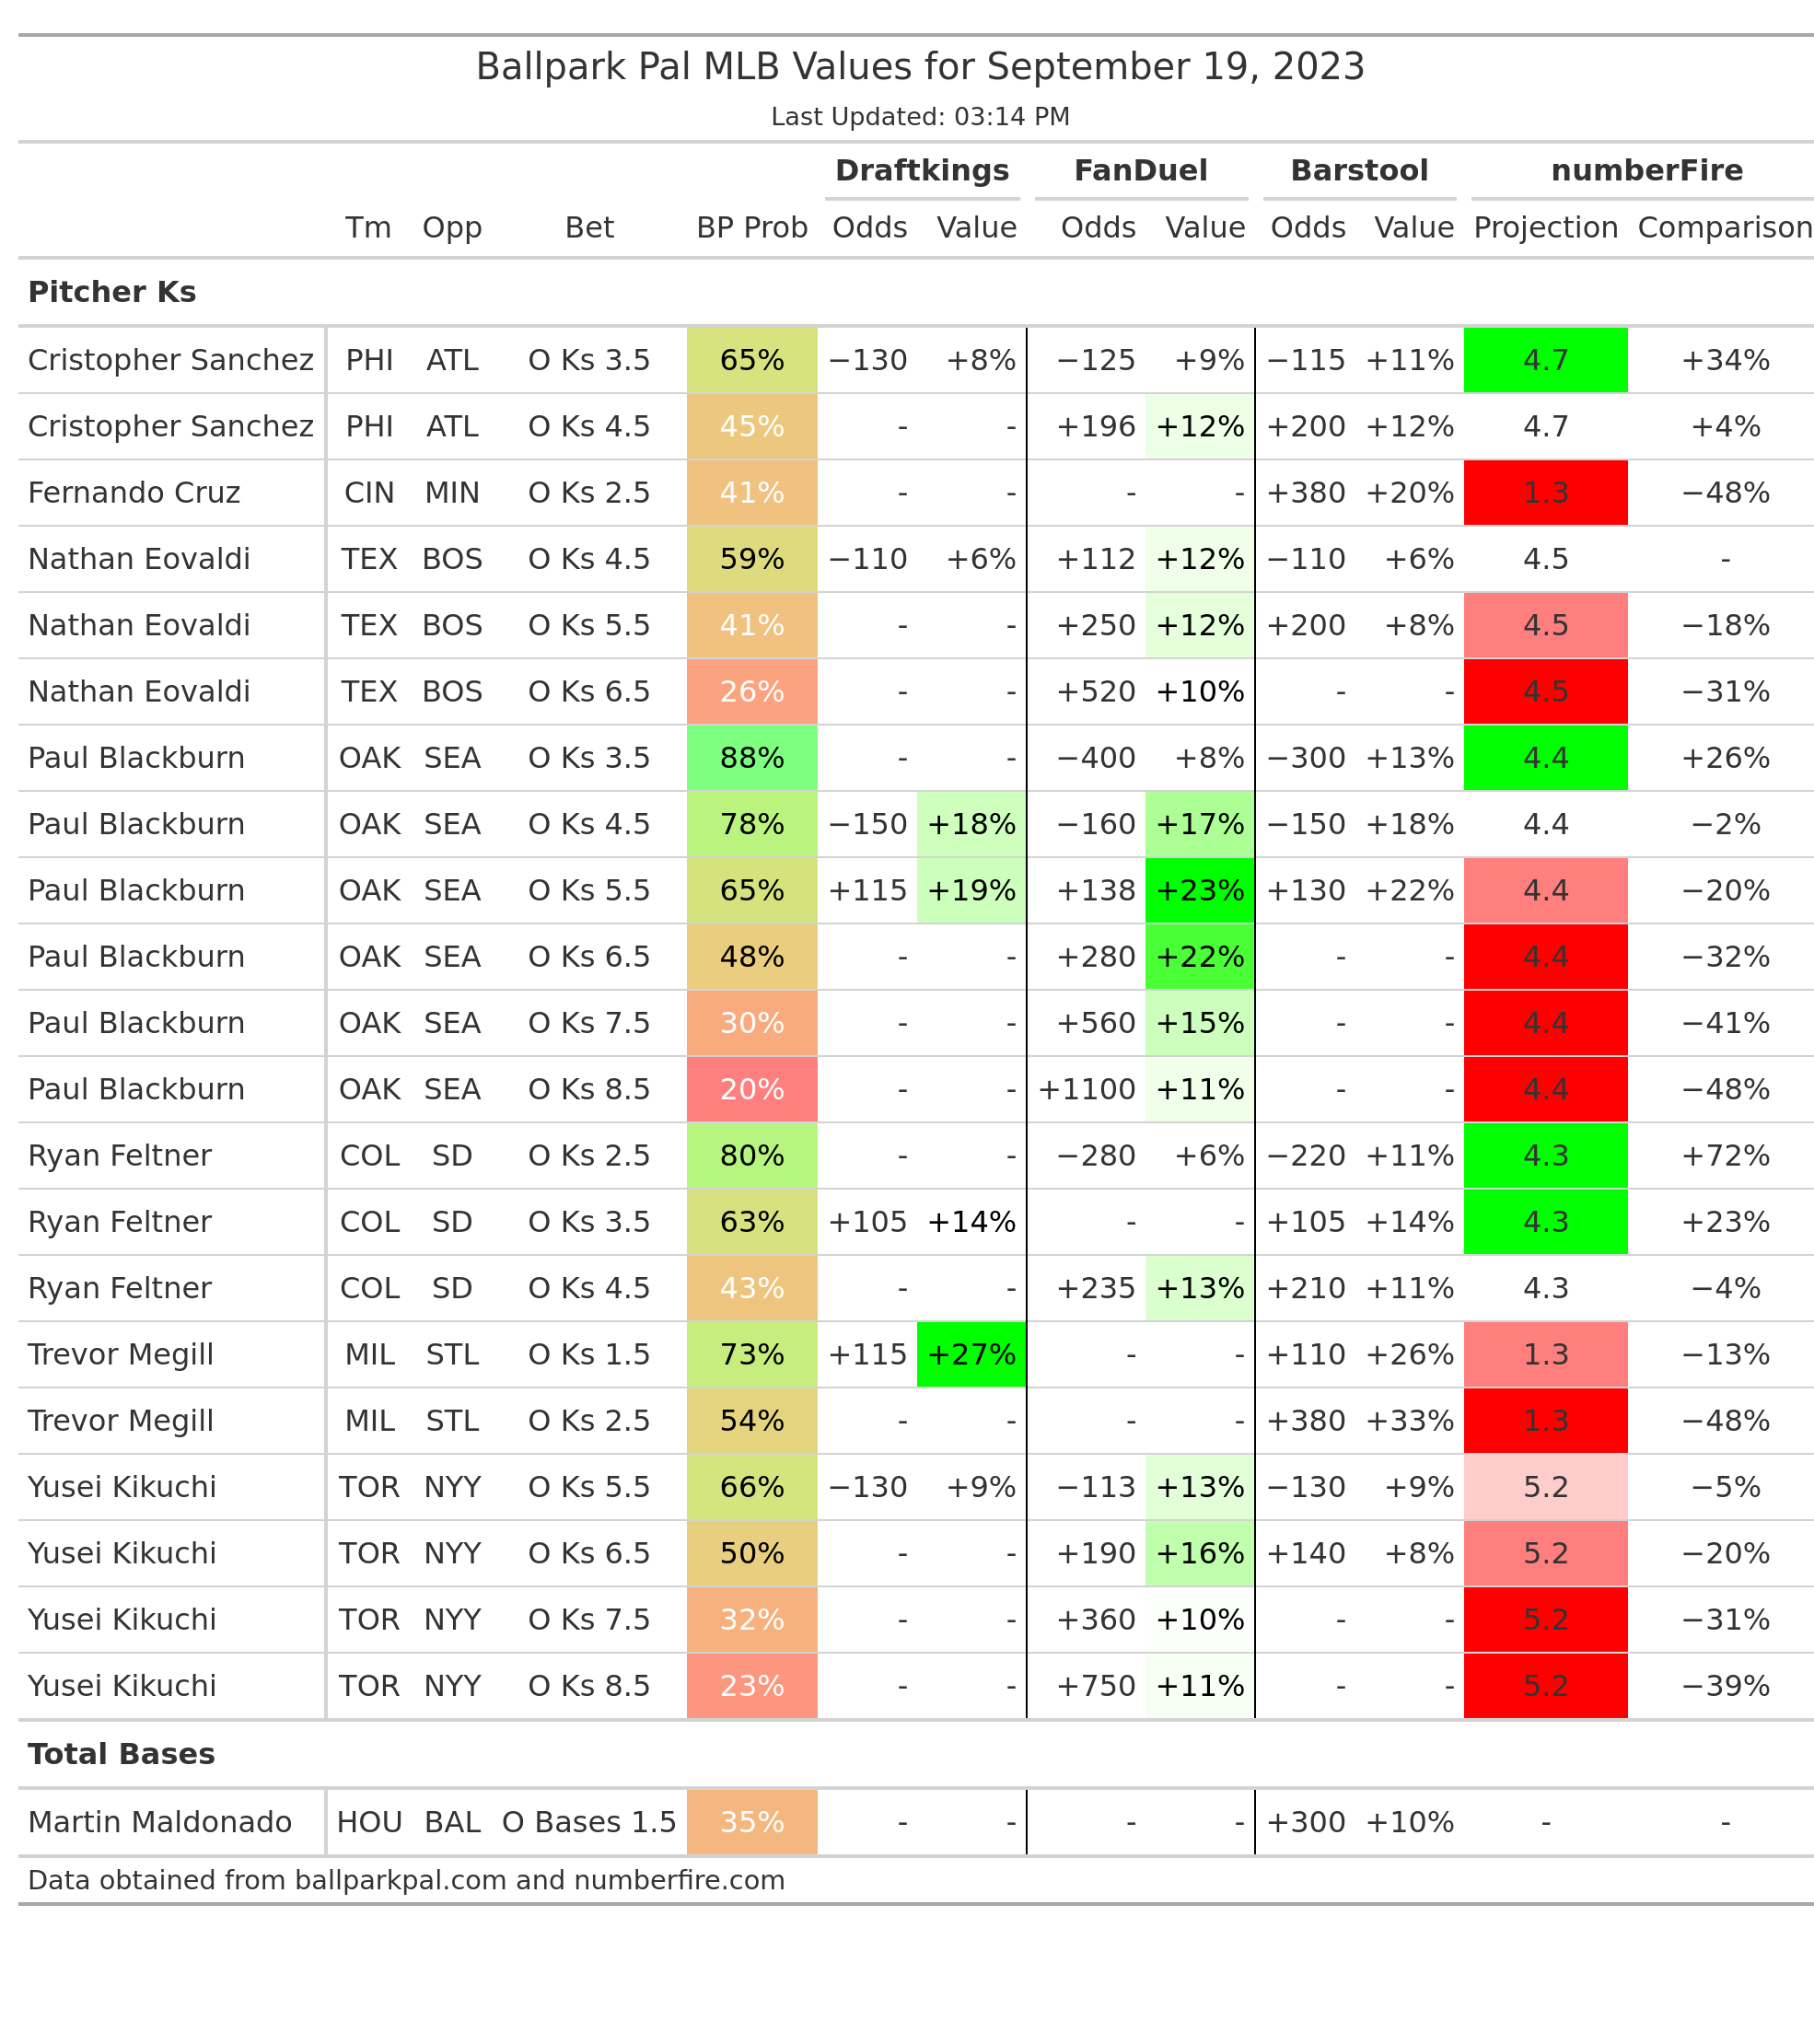 Ballpark Pal MLB Values for September 19, 2023
Last Updated: 03:14 PM
Draftkings FanDuel Barstool numberFire
Tm Opp Bet BP Prob Odds Value Odds Value Odds Value Projection Comparison
Pitcher Ks
Cristopher Sanchez PHI ATL O Ks 3.5 65% −130 +8% −125 +9% −115 +11% 4.7 +34%
Cristopher Sanchez PHI ATL O Ks 4.5 45% - - +196 +12% +200 +12% 4.7 +4%
Fernando Cruz CIN MIN O Ks 2.5 41% - - - - +380 +20% 1.3 −48%
Nathan Eovaldi TEX BOS O Ks 4.5 59% −110 +6% +112 +12% −110 +6% 4.5 -
Nathan Eovaldi TEX BOS O Ks 5.5 41% - - +250 +12% +200 +8% 4.5 −18%
Nathan Eovaldi TEX BOS O Ks 6.5 26% - - +520 +10% - - 4.5 −31%
Paul Blackburn OAK SEA O Ks 3.5 88% - - −400 +8% −300 +13% 4.4 +26%
Paul Blackburn OAK SEA O Ks 4.5 78% −150 +18% −160 +17% −150 +18% 4.4 −2%
Paul Blackburn OAK SEA O Ks 5.5 65% +115 +19% +138 +23% +130 +22% 4.4 −20%
Paul Blackburn OAK SEA O Ks 6.5 48% - - +280 +22% - - 4.4 −32%
Paul Blackburn OAK SEA O Ks 7.5 30% - - +560 +15% - - 4.4 −41%
Paul Blackburn OAK SEA O Ks 8.5 20% - - +1100 +11% - - 4.4 −48%
Ryan Feltner COL SD O Ks 2.5 80% - - −280 +6% −220 +11% 4.3 +72%
Ryan Feltner COL SD O Ks 3.5 63% +105 +14% - - +105 +14% 4.3 +23%
Ryan Feltner COL SD O Ks 4.5 43% - - +235 +13% +210 +11% 4.3 −4%
Trevor Megill MIL STL O Ks 1.5 73% +115 +27% - - +110 +26% 1.3 −13%
Trevor Megill MIL STL O Ks 2.5 54% - - - - +380 +33% 1.3 −48%
Yusei Kikuchi TOR NYY O Ks 5.5 66% −130 +9% −113 +13% −130 +9% 5.2 −5%
Yusei Kikuchi TOR NYY O Ks 6.5 50% - - +190 +16% +140 +8% 5.2 −20%
Yusei Kikuchi TOR NYY O Ks 7.5 32% - - +360 +10% - - 5.2 −31%
Yusei Kikuchi TOR NYY O Ks 8.5 23% - - +750 +11% - - 5.2 −39%
Total Bases
Martin Maldonado HOU BAL O Bases 1.5 35% - - - - +300 +10% - -
Data obtained from ballparkpal.com and numberfire.com